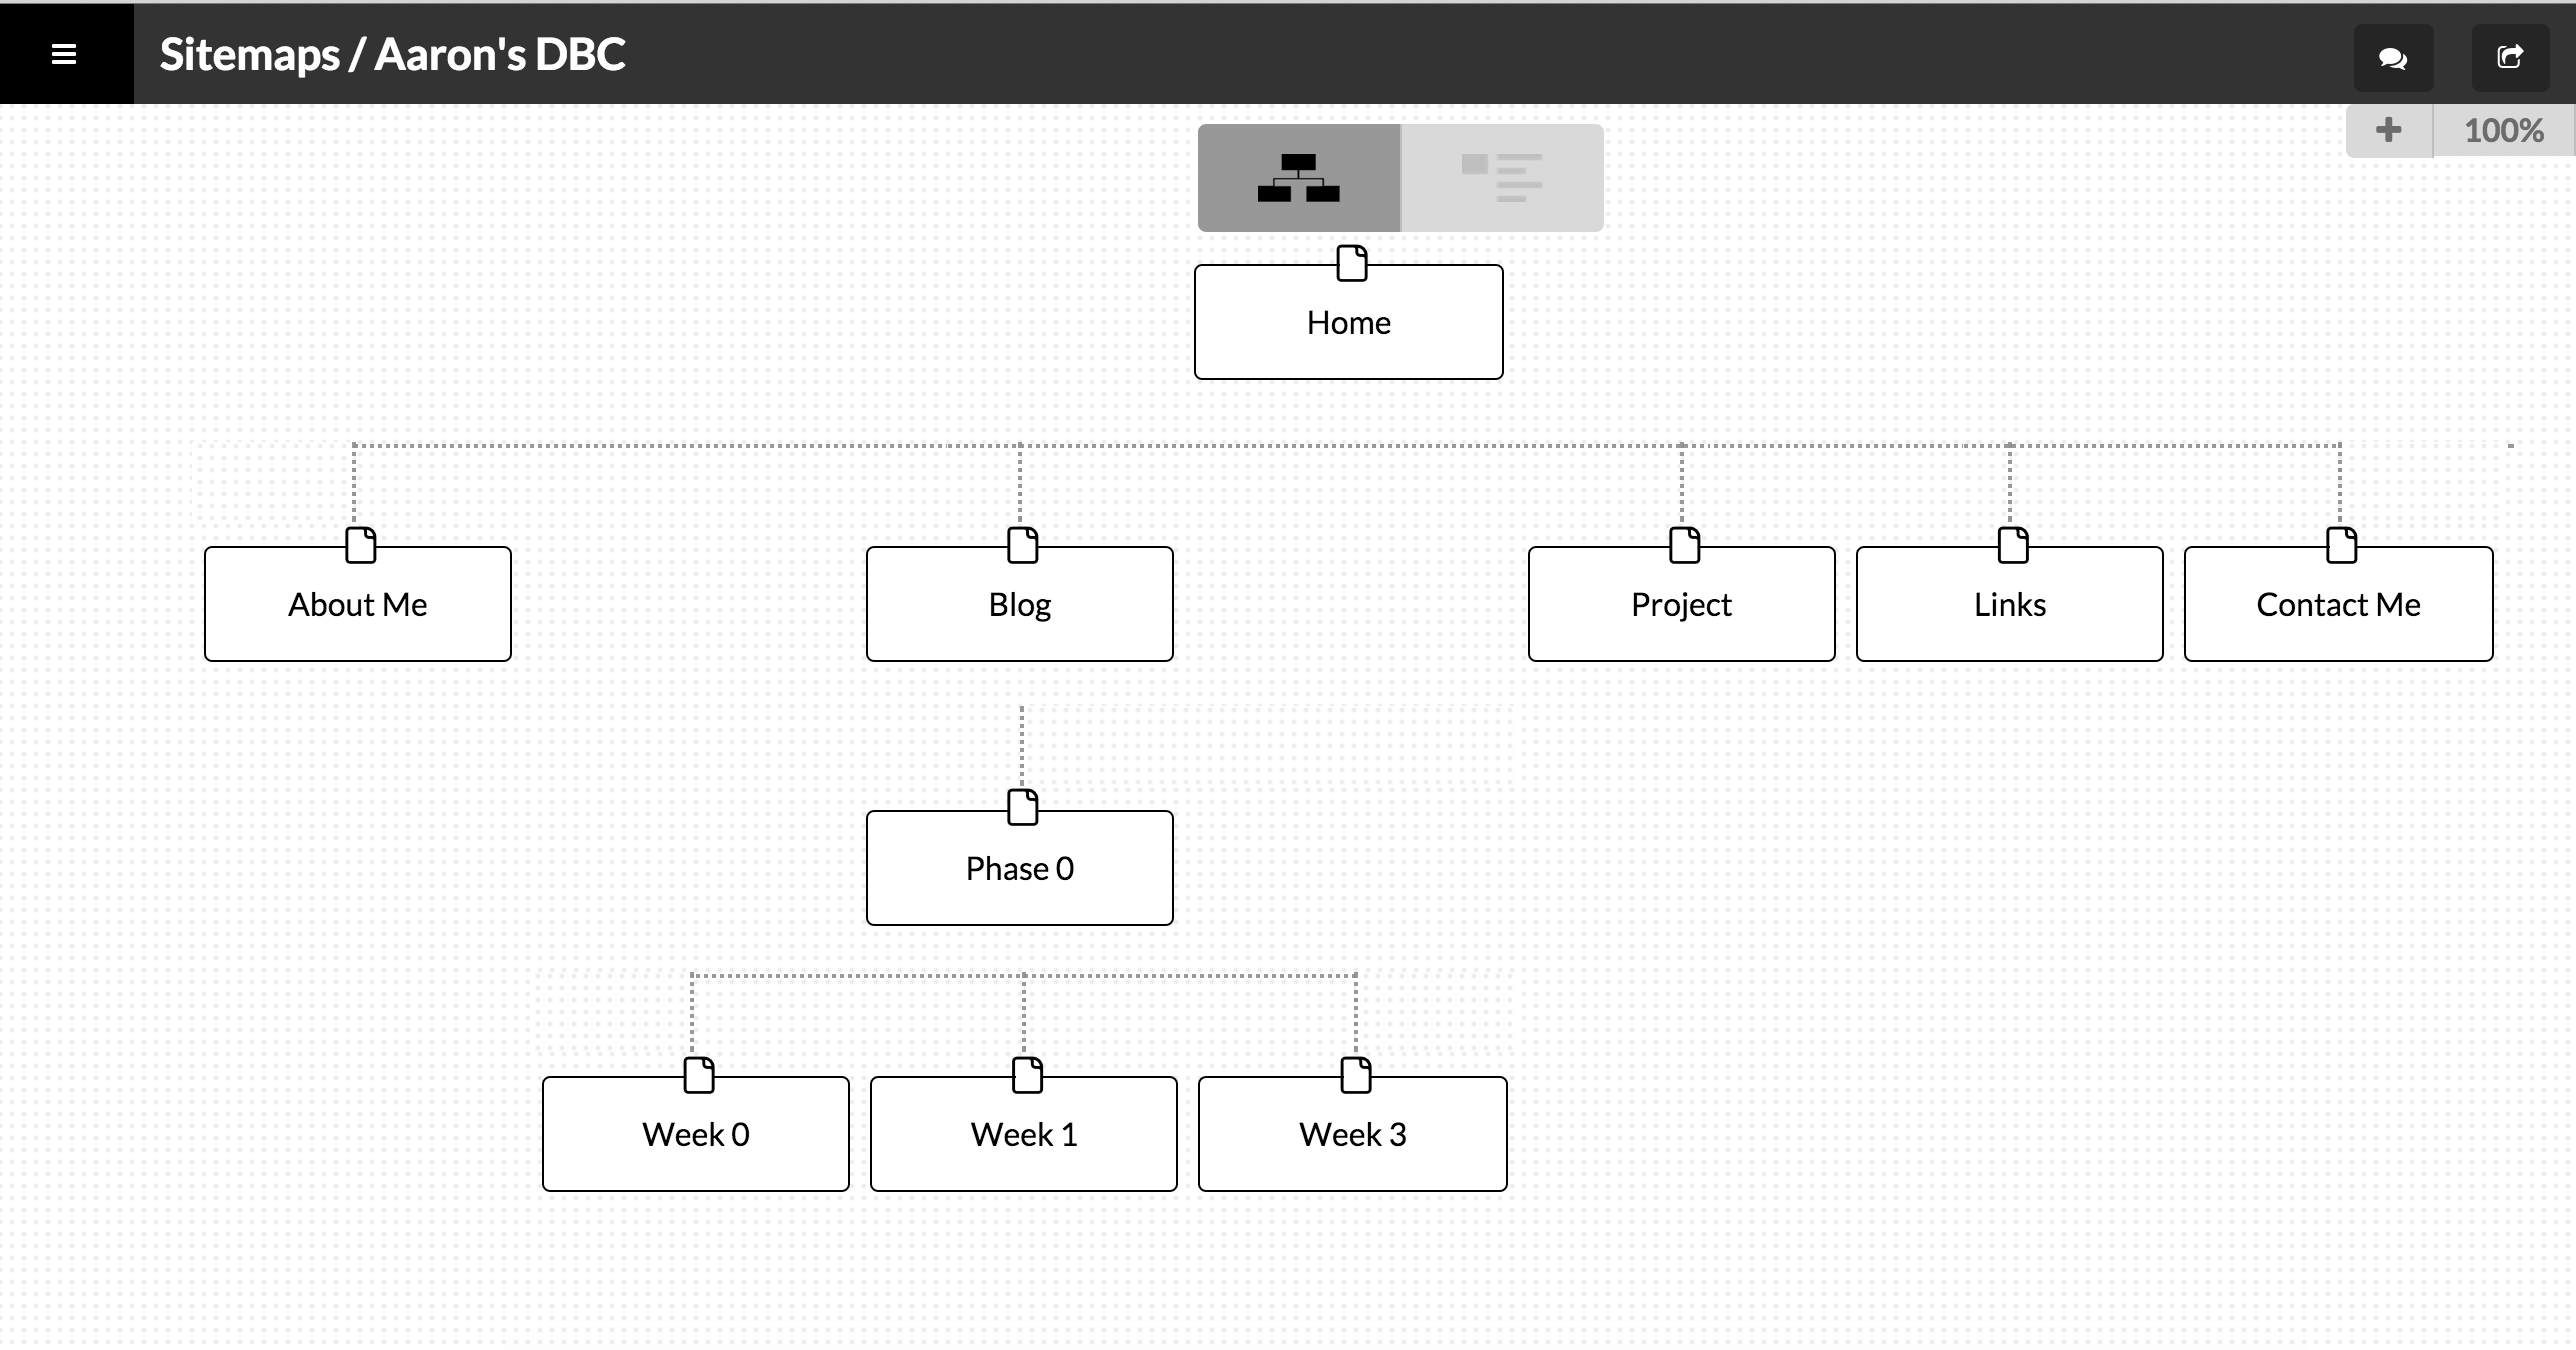 Sitemaps / Aaron's DBC
100%
Home
About Me
Blog
Project
Links
Contact Me
Phase 0
Week 0
Week 1
Week 3